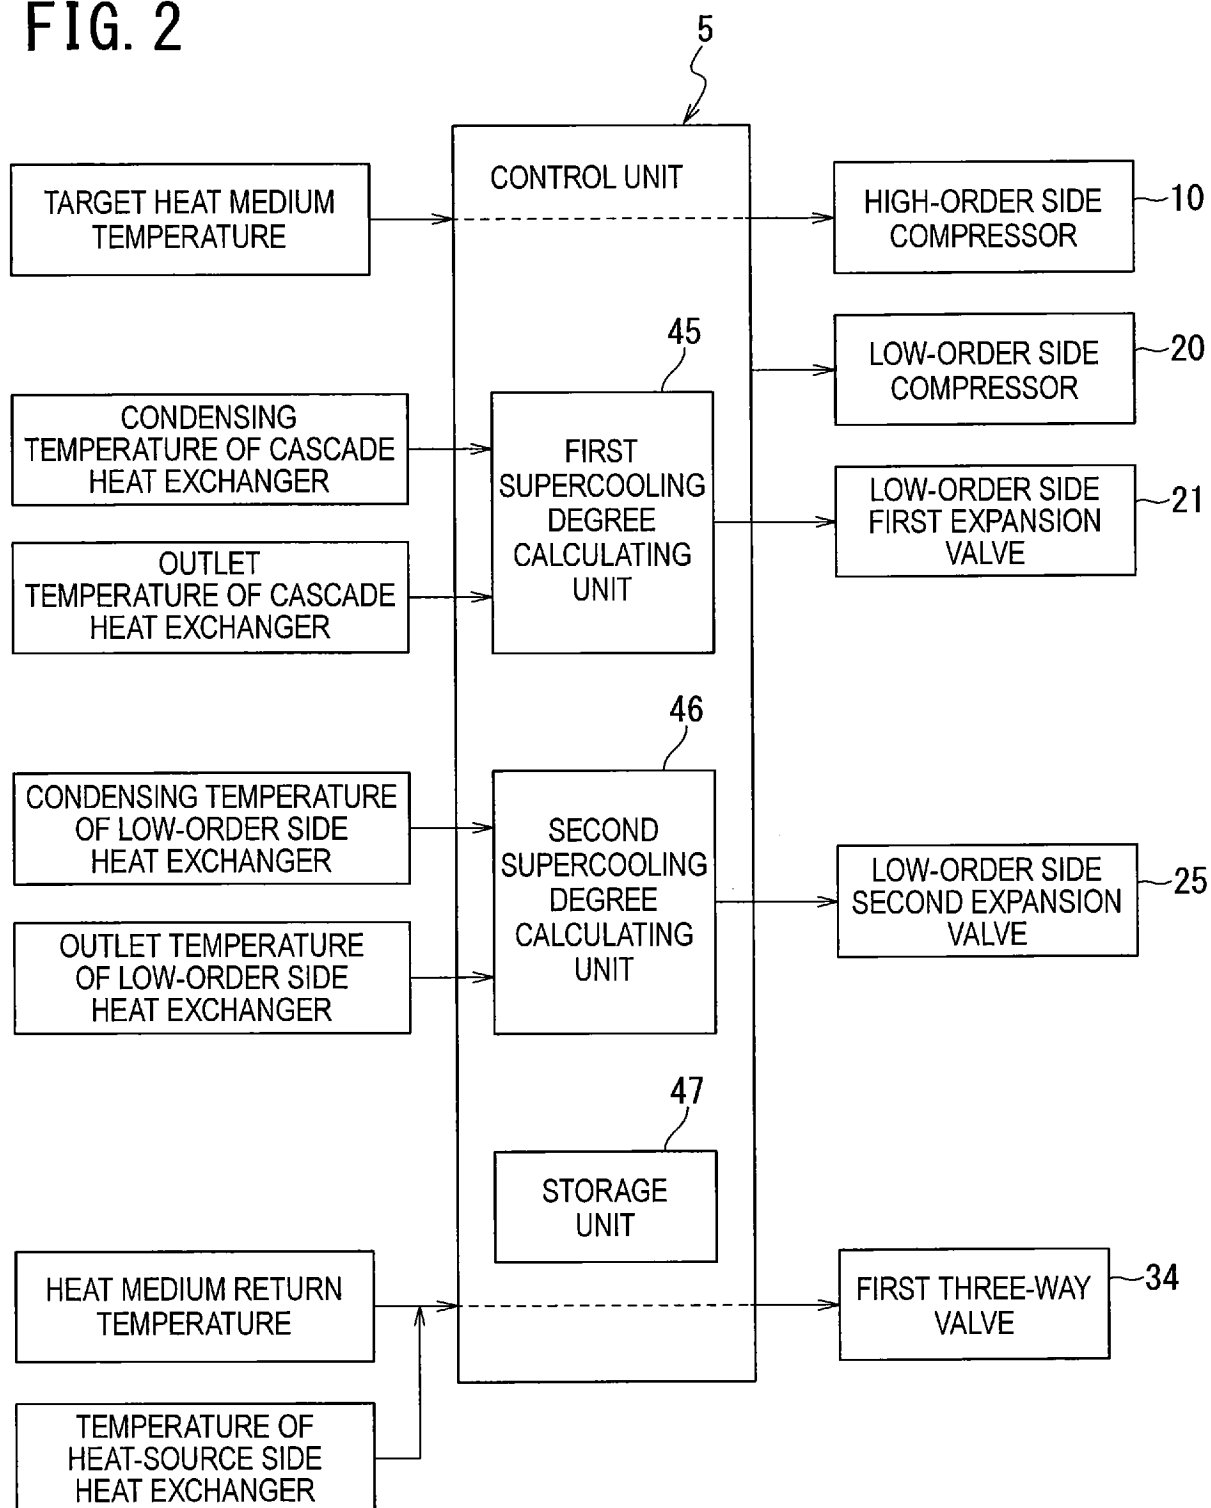 FIG. 2
5
CONTROL UNIT
TARGET HEAT MEDIUM
TEMPERATURE
HIGH-ORDER SIDE
COMPRESSOR
10
LOW-ORDER SIDE
COMPRESSOR
20
45
CONDENSING
TEMPERATURE OF CASCADE
HEAT EXCHANGER
FIRST
SUPERCOOLING
DEGREE
CALCULATING
UNIT
LOW-ORDER SIDE
FIRST EXPANSION
VALVE
21
OUTLET
TEMPERATURE OF CASCADE
HEAT EXCHANGER
46
CONDENSING TEMPERATURE
OF LOW-ORDER SIDE
HEAT EXCHANGER
SECOND
SUPERCOOLING
DEGREE
CALCULATING
UNIT
LOW-ORDER SIDE
SECOND EXPANSION
VALVE
25
OUTLET TEMPERATURE
OF LOW-ORDER SIDE
HEAT EXCHANGER
47
STORAGE
UNIT
HEAT MEDIUM RETURN
TEMPERATURE
FIRST THREE-WAY
VALVE
34
TEMPERATURE OF
HEAT-SOURCE SIDE
HEAT EXCHANGER